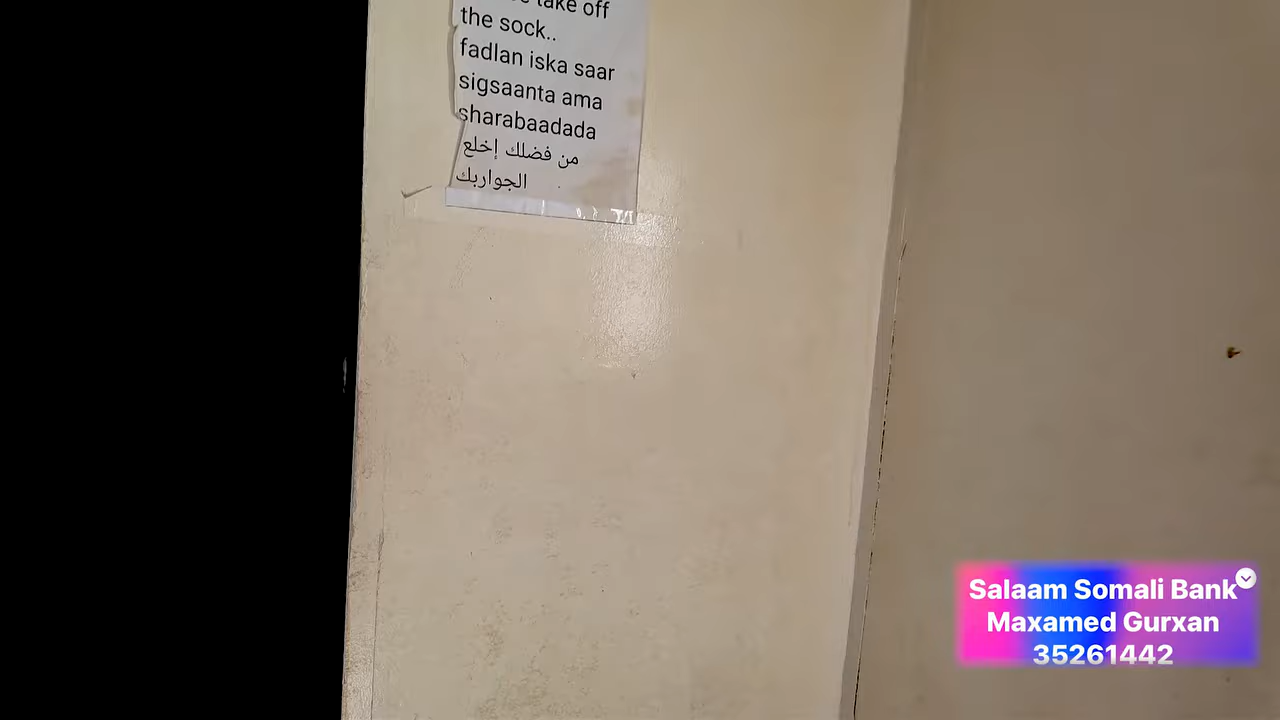 take off
the sock..
fadlan iska saar
sigsaanta ama
sharabaadada
من فضلك إخلع
الجواربك
Salaam Somali Bank
Maxamed Gurxan
35261442